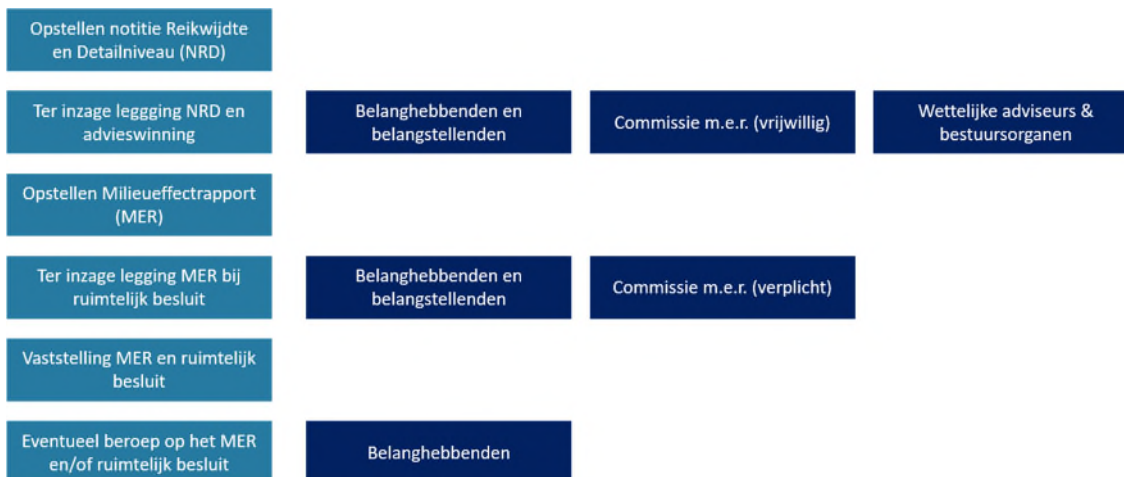 Opstellen notitie Reikwijdte
en Detailniveau (NRD)
Ter inzage leggging NRD en
advieswinning
Belanghebbenden en
belangstellenden
Commissie m.e.r. (vrijwillig)
Wettelijke adviseurs &
bestuursorganen
Opstellen Milieueffectrapport
(MER)
Ter inzage legging MER bij
ruimtelijk besluit
Belanghebbenden en
belangstellenden
Commissie m.e.r. (verplicht)
Vaststelling MER en ruimtelijk
besluit
Eventueel beroep op het MER
en/of ruimtelijk besluit
Belanghebbenden